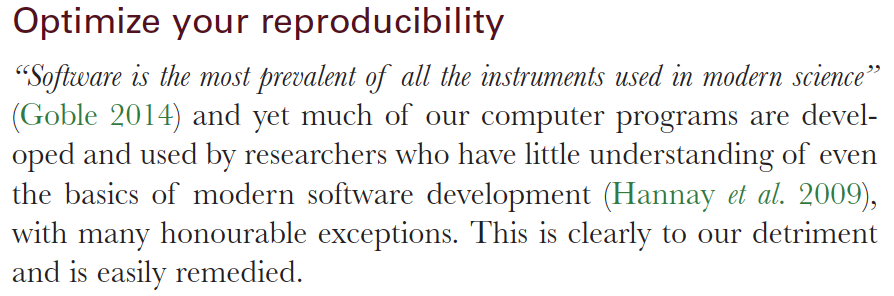 Optimize your reproducibility
“Software is the most prevalent of all the instruments used in modern science”
(Goble 2014) and yet much of our computer programs are devel-
oped and used by researchers who have little understanding of even
the basics of modern software development (Hannay et al. 2009),
with many honourable exceptions. This is clearly to our detriment
and is easily remedied.